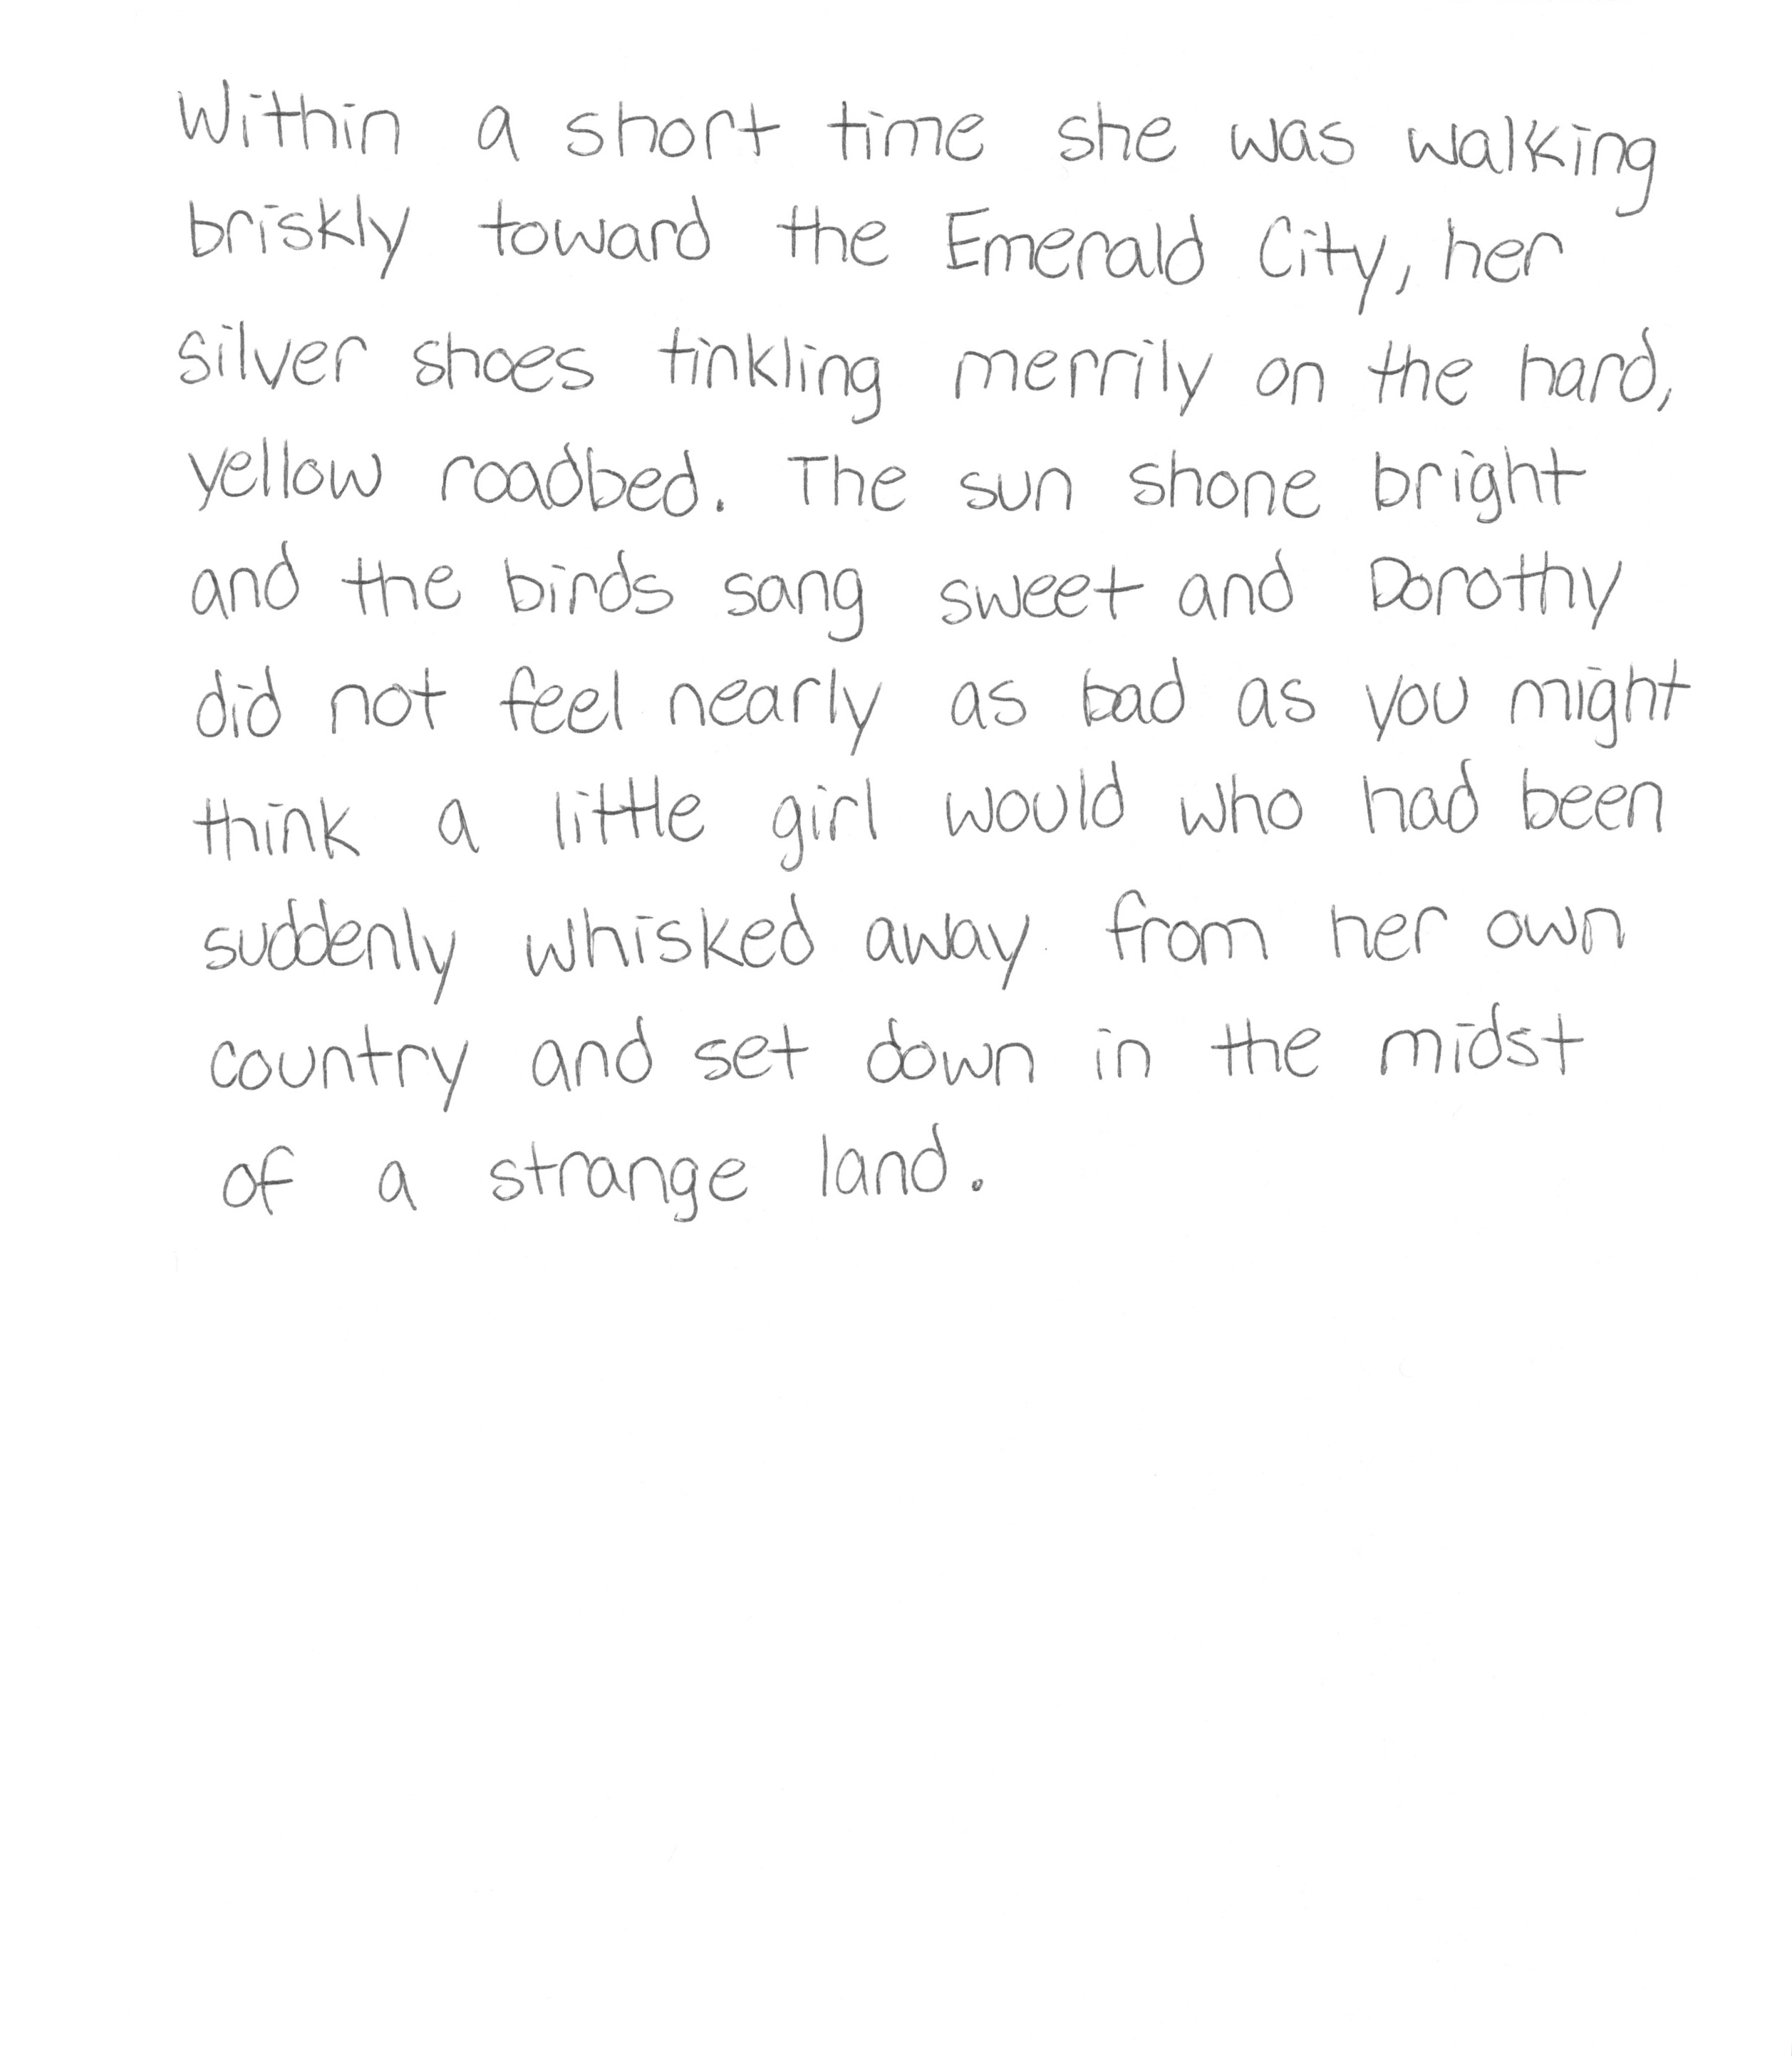 Within a short time she was walking
briskly toward the Emerald City, her
silver shoes tinkling merrily on the hard,
yellow roadbed. The sun shone bright
and the birds sang sweet and Dorothy
did not feel nearly as bad as you might
think a little girl would who had been
suddenly whisked away from her own
country and set down in the midst
of a strange land.